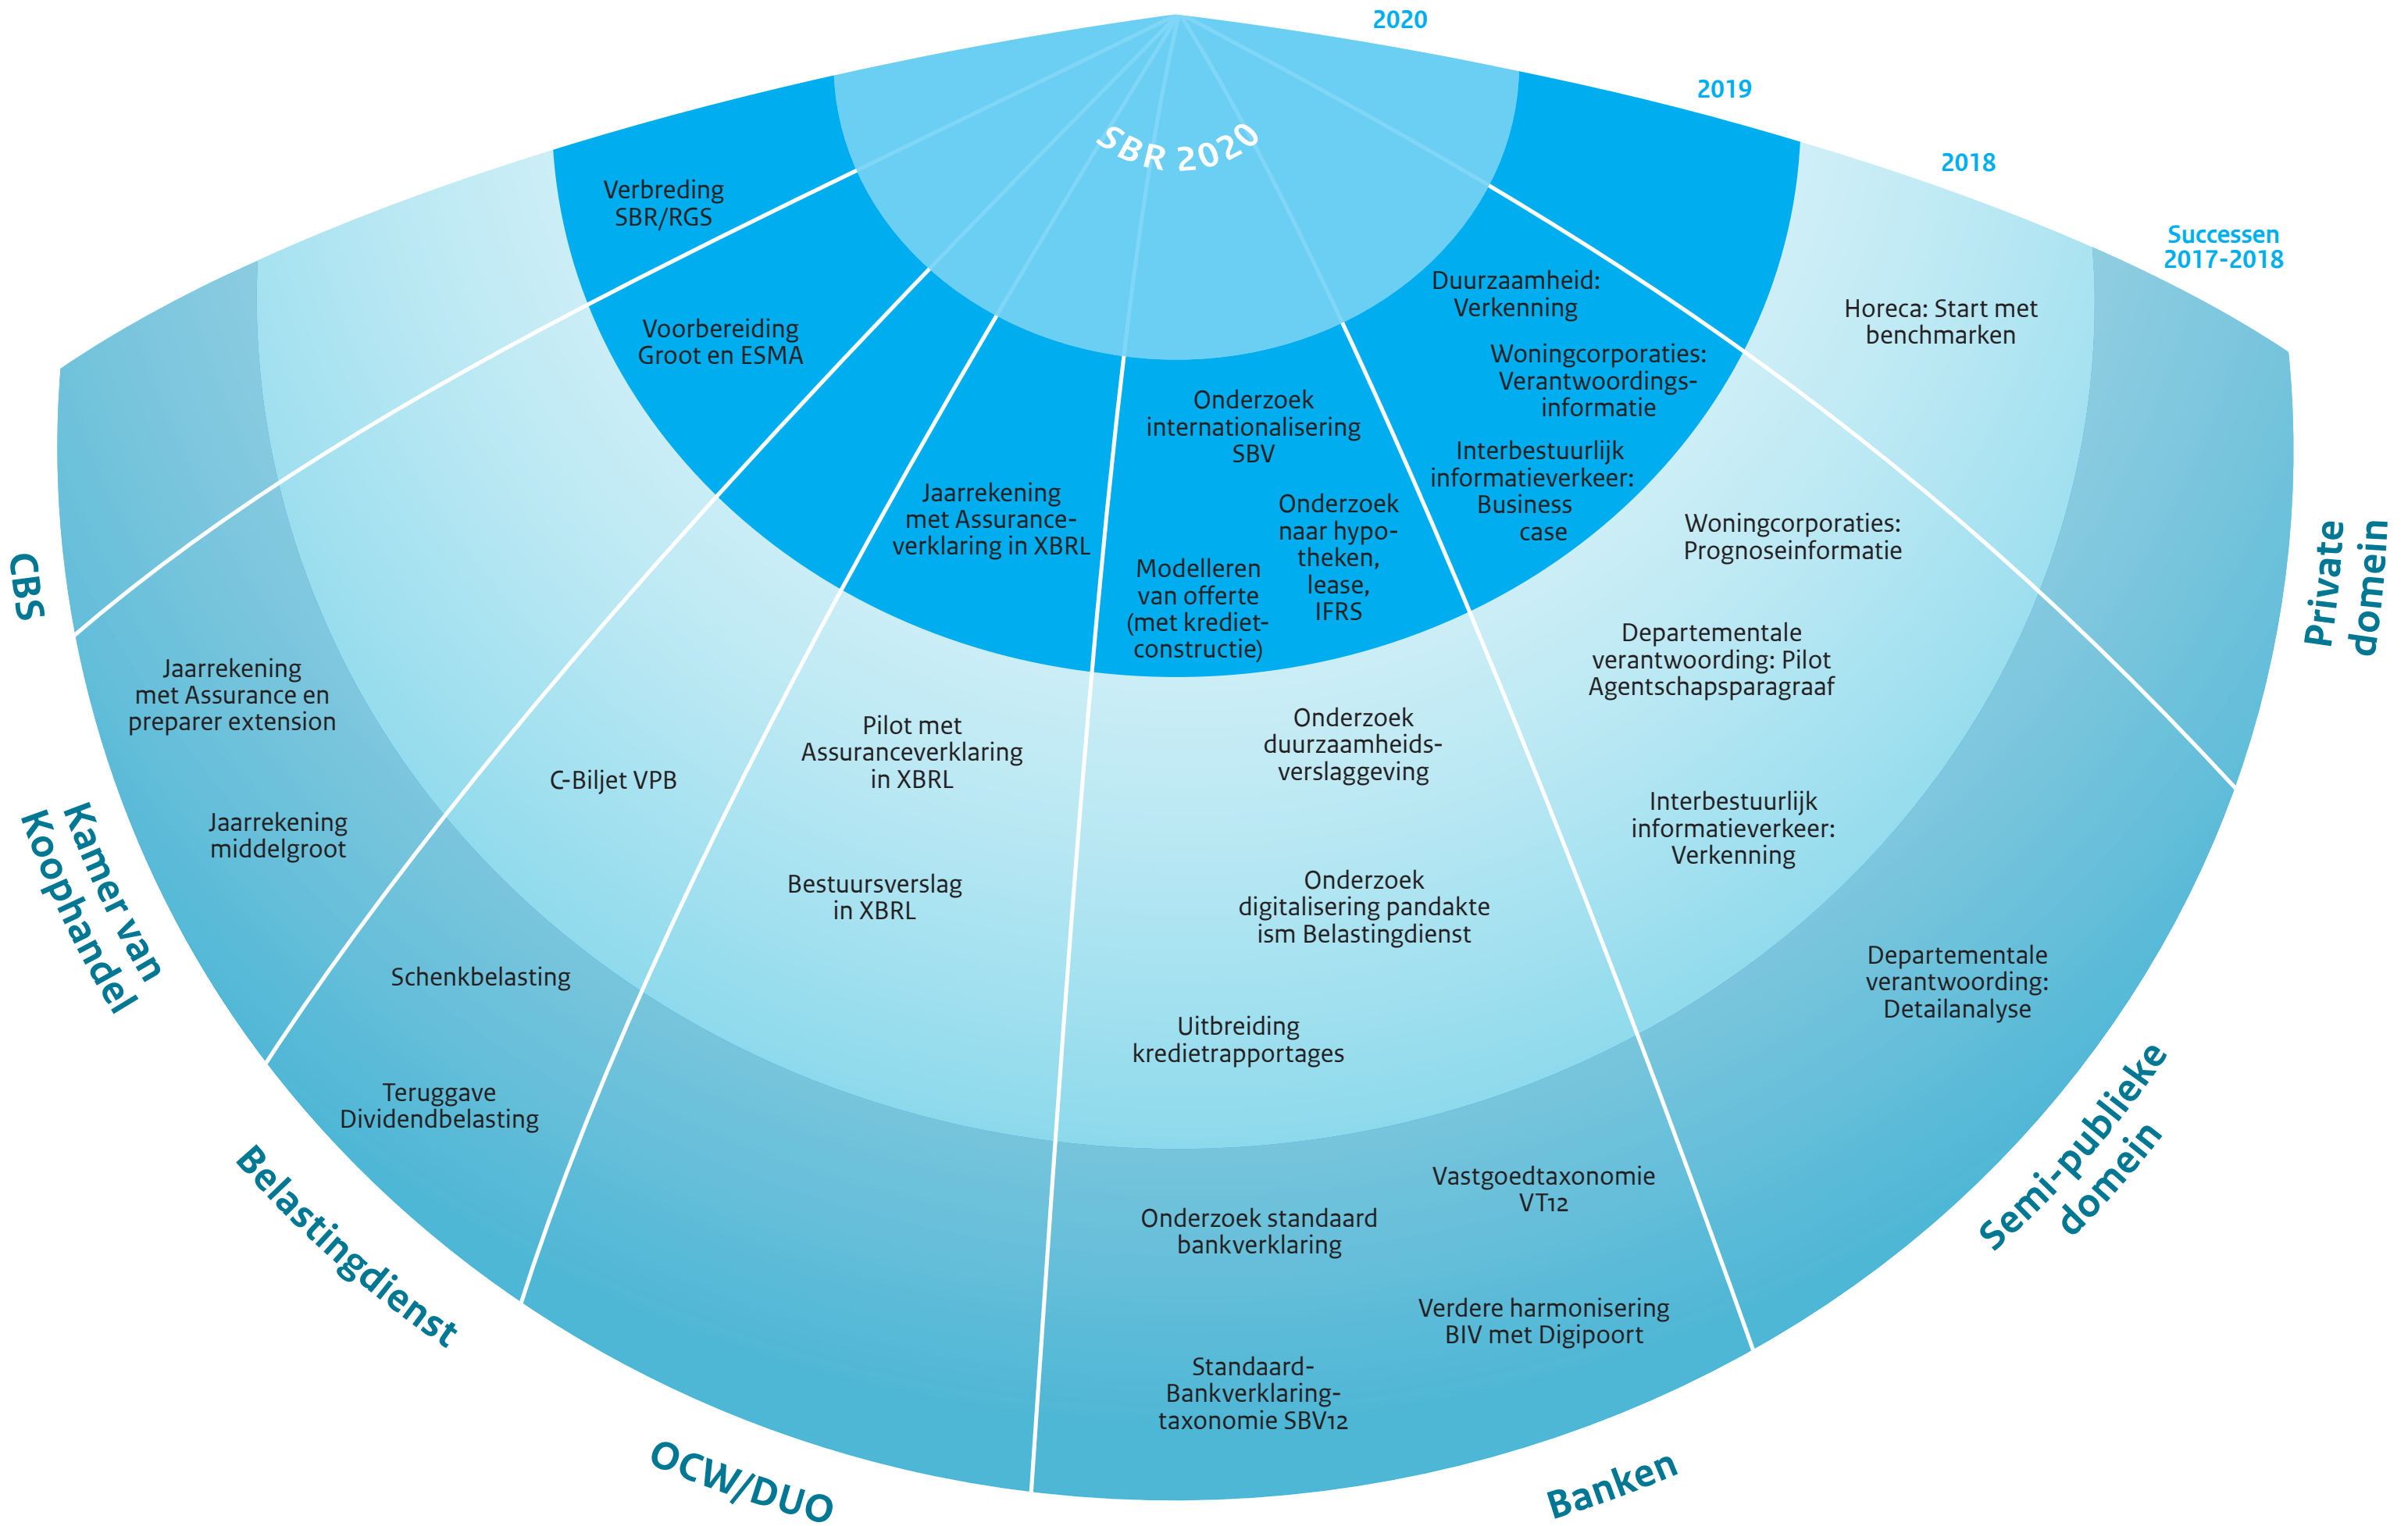 2020
2019
2018
Successen
2017-2018
SBR 2020
Verbreding
SBR/RGS
Voorbereiding
Groot en ESMA
Jaarrekening
met Assurance-
verklaring in XBRL
Onderzoek
internationalisering
SBV
Onderzoek
naar hypo-
theken,
lease,
IFRS
Modelleren
van offerte
(met krediet-
constructie)
Duurzaamheid:
Verkenning
Woningcorporaties:
Verantwoordings-
informatie
Interbestuurlijk
informatieverkeer:
Business
case
Horeca: Start met
benchmarken
Woningcorporaties:
Prognoseinformatie
Departementale
verantwoording: Pilot
Agentschapsparagraaf
Interbestuurlijk
informatieverkeer:
Verkenning
C-Biljet VPB
Pilot met
Assuranceverklaring
in XBRL
Bestuursverslag
in XBRL
Onderzoek
duurzaamheids-
verslaggeving
Onderzoek
digitalisering pandakte
ism Belastingdienst
Uitbreiding
kredietrapportages
Jaarrekening
met Assurance en
preparer extension
Jaarrekening
middelgroot
Schenkbelasting
Teruggave
Dividendbelasting
Vastgoedtaxonomie
VT12
Onderzoek standaard
bankverklaring
Verdere harmonisering
BIV met Digipoort
Standaard-
Bankverklaring-
taxonomie SBV12
Departementale
verantwoording:
Detailanalyse
CBS
Kamer van
Koophandel
Belastingdienst
OCW/DUO
Banken
Semi-publieke
domein
Private
domein